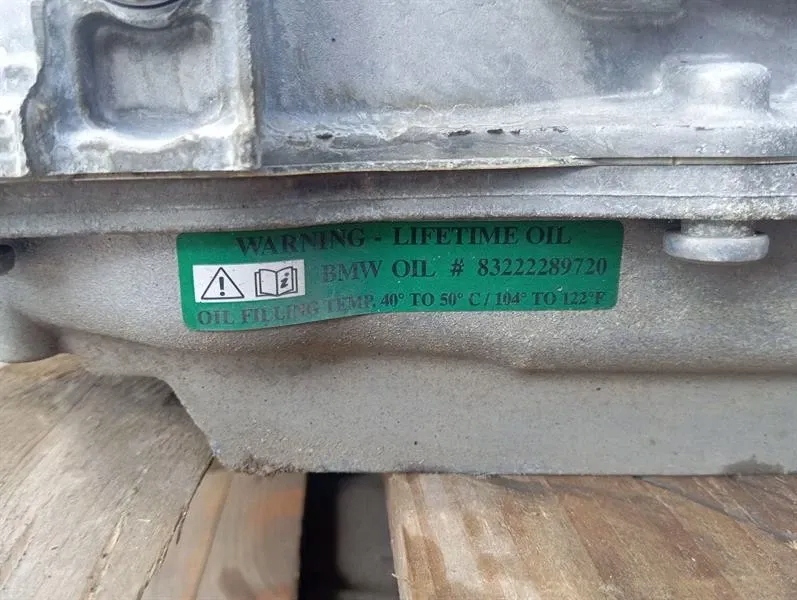 WARNING - LIFETIME OIL
BMW OIL # 83222289720
OIL FILLING TEMP. 40° TO 50° C / 104° TO 122°F